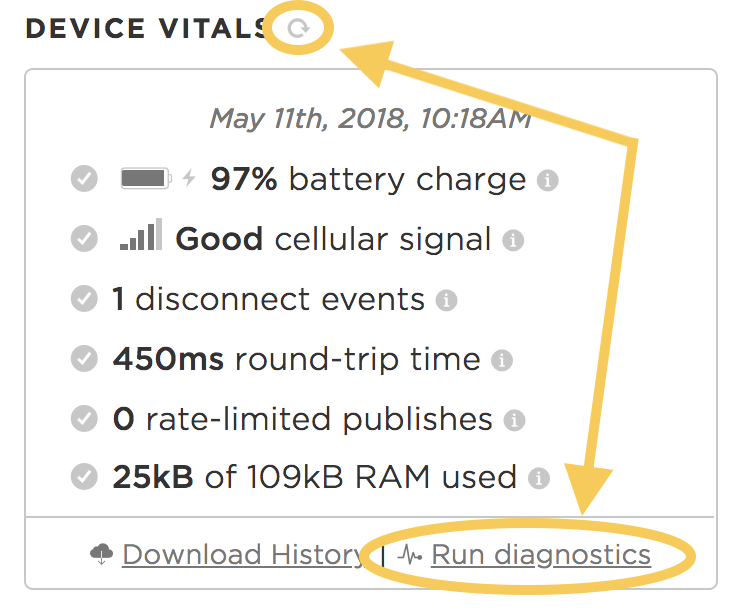 DEVICE VITALS
May 11th, 2018, 10:18AM
97% battery charge
Good cellular signal
1 disconnect events
450ms round-trip time
0 rate-limited publishes
25kB of 109kB RAM used
Download History | Run diagnostics